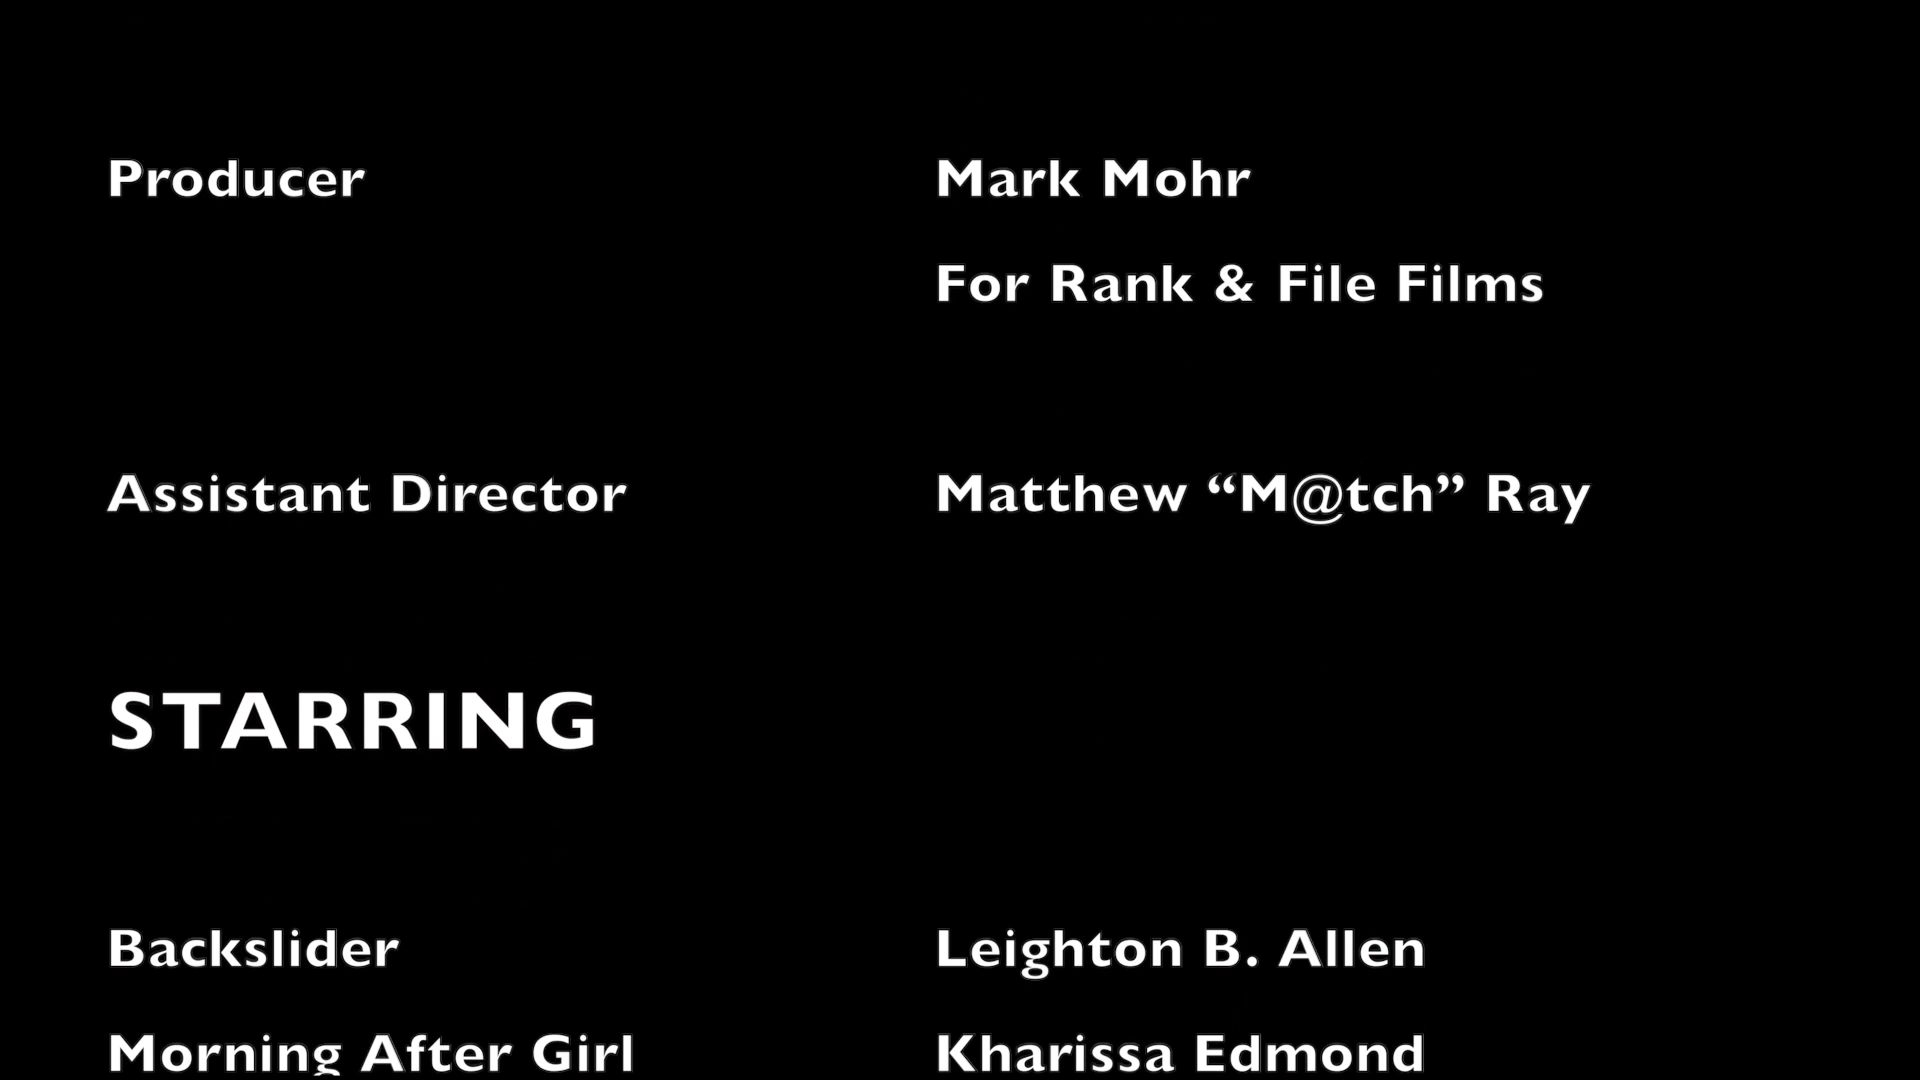 Producer Mark Mohr
For Rank & File Films
Assistant Director Matthew “M@tch” Ray
STARRING
Backslider Leighton B. Allen
Morning After Girl Kharissa Edmond